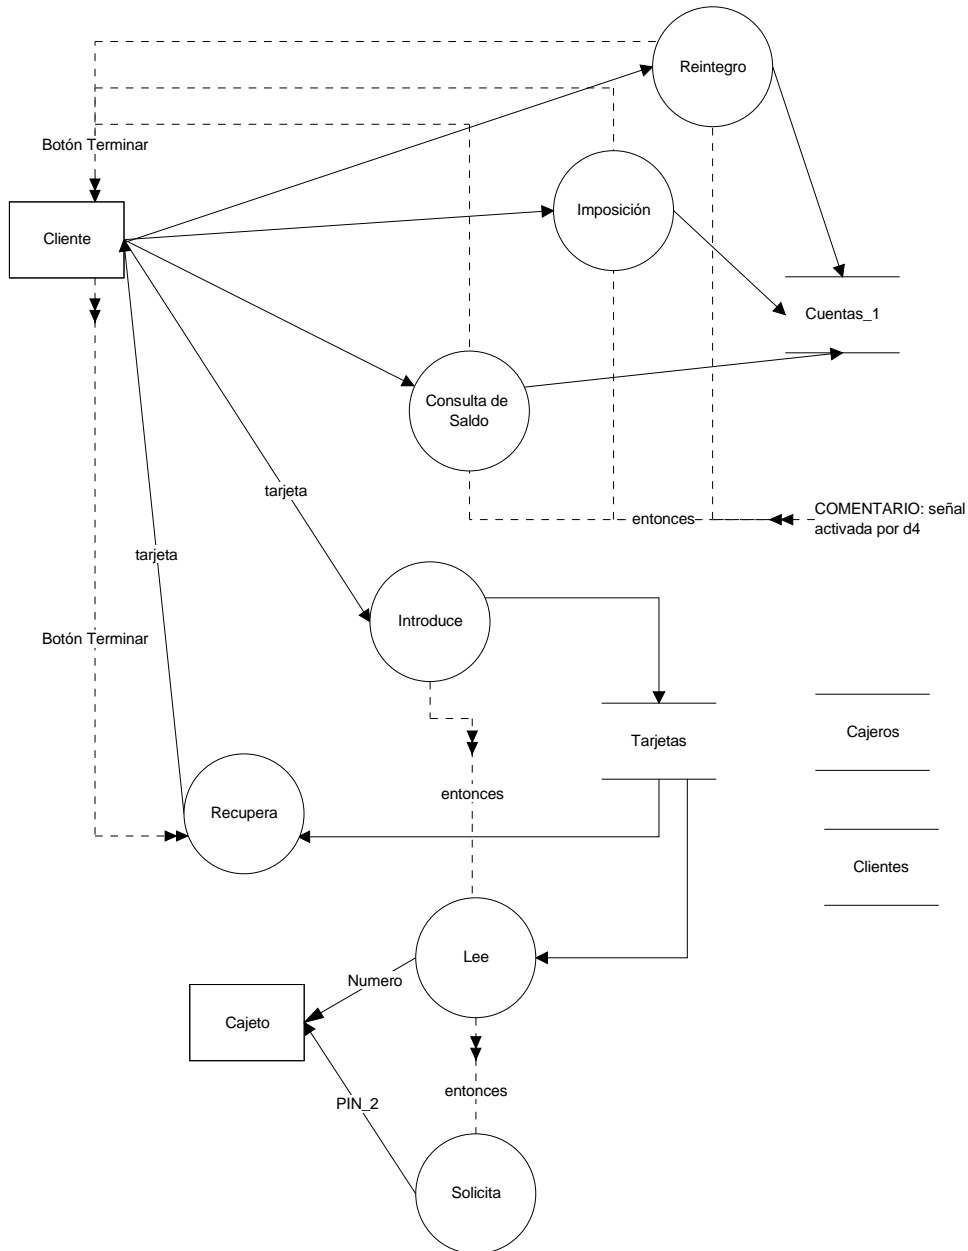 Reintegro
Botón Terminar
Imposición
Cliente
Cuentas_1
Consulta de
Saldo
tarjeta
entonces
COMENTARIO: señal
activada por d4
tarjeta
Introduce
Botón Terminar
Cajeros
Tarjetas
entonces
Recupera
Clientes
Lee
Numero
Cajeto
entonces
PIN_2
Solicita